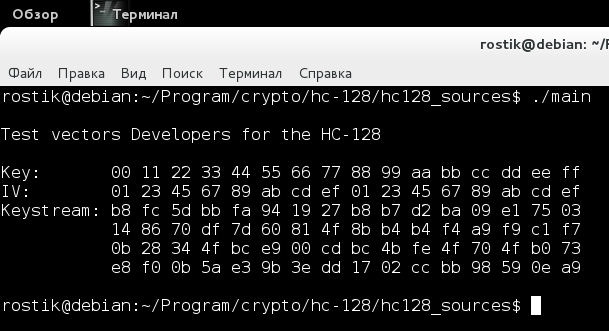 Обзор >_ Терминал
rostik@debian: ~/P
Файл Правка Вид Поиск Терминал Справка
rostik@debian:~/Program/crypto/hc-128/hc128_sources$ ./main
Test vectors Developers for the HC-128
Key: 00 11 22 33 44 55 66 77 88 99 aa bb cc dd ee ff
IV: 01 23 45 67 89 ab cd ef 01 23 45 67 89 ab cd ef
Keystream: b8 fc 5d bb fa 94 19 27 b8 b7 d2 ba 09 e1 75 03
14 86 70 df 7d 60 81 4f 8b b4 b4 f4 a9 f9 c1 f7
0b 28 34 4f bc e9 00 cd bc 4b fe 4f 70 4f b0 73
e8 f0 0b 5a e3 9b 3e dd 17 02 cc bb 98 59 0e a9
rostik@debian:~/Program/crypto/hc-128/hc128_sources$